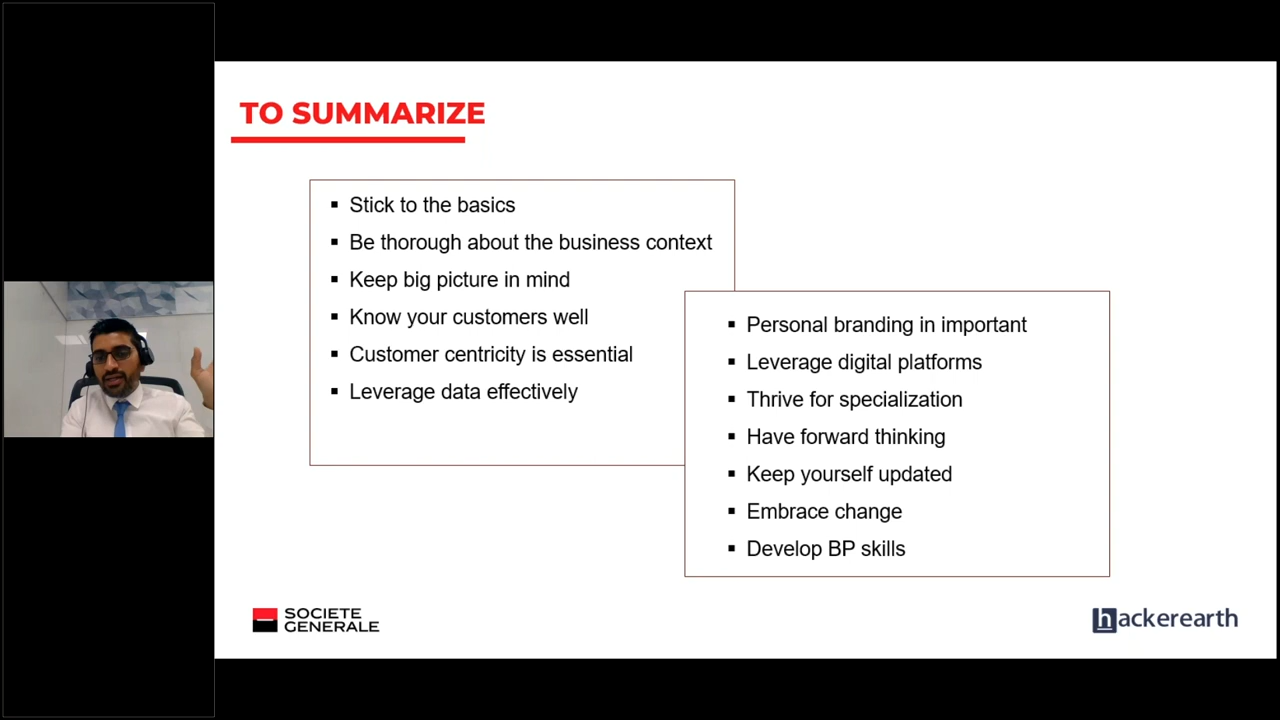 TO SUMMARIZE
Stick to the basics
Be thorough about the business context
Keep big picture in mind
Know your customers well
Customer centricity is essential
Leverage data effectively
Personal branding in important
Leverage digital platforms
Thrive for specialization
Have forward thinking
Keep yourself updated
Embrace change
Develop BP skills
SOCIETE
GENERALE
hackerearth